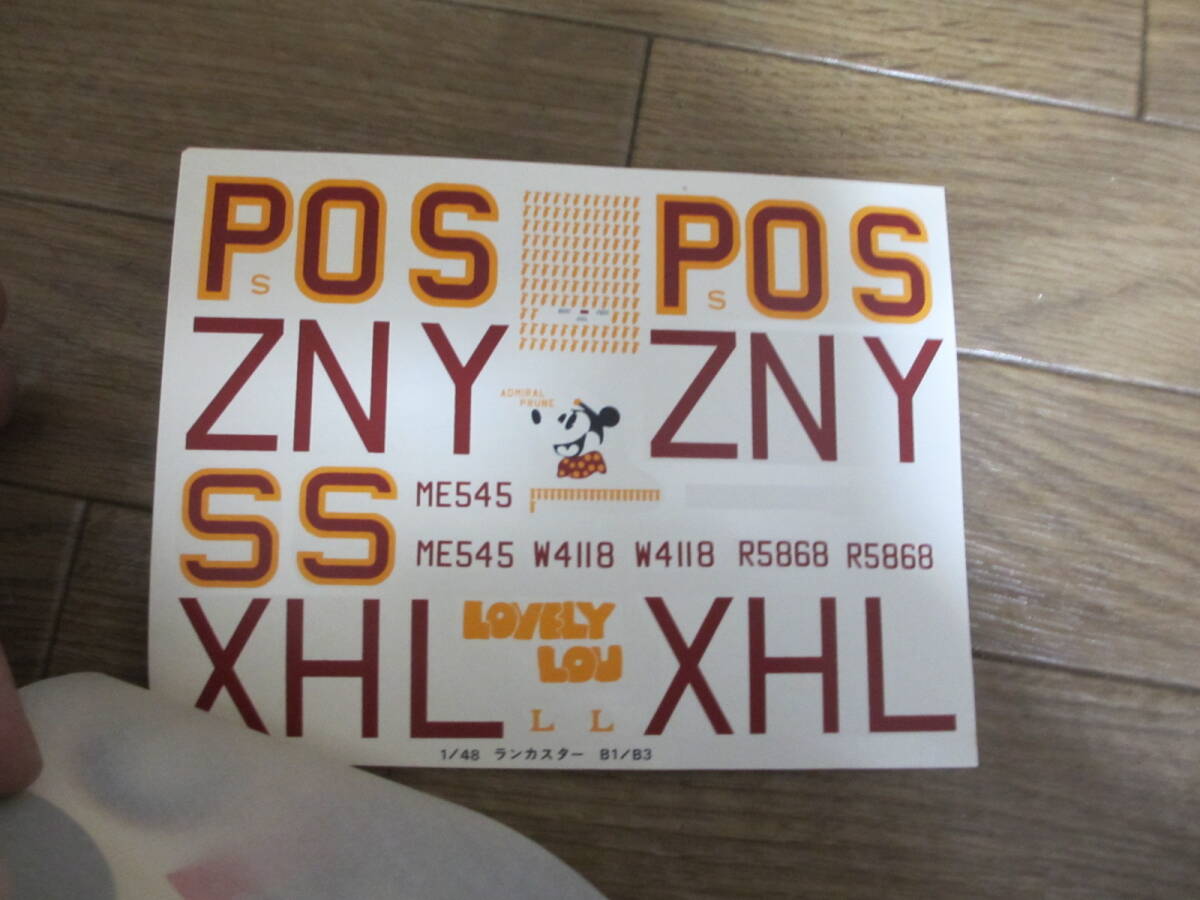 POS POS
S S
ZNY ZNY
ADMIRAL
PRUNE
SS ME545
ME545 W4118 W4118 R5868 R5868
XHL LOVELY XHL
LOU
L L
1/48 ランカスター B1/B3